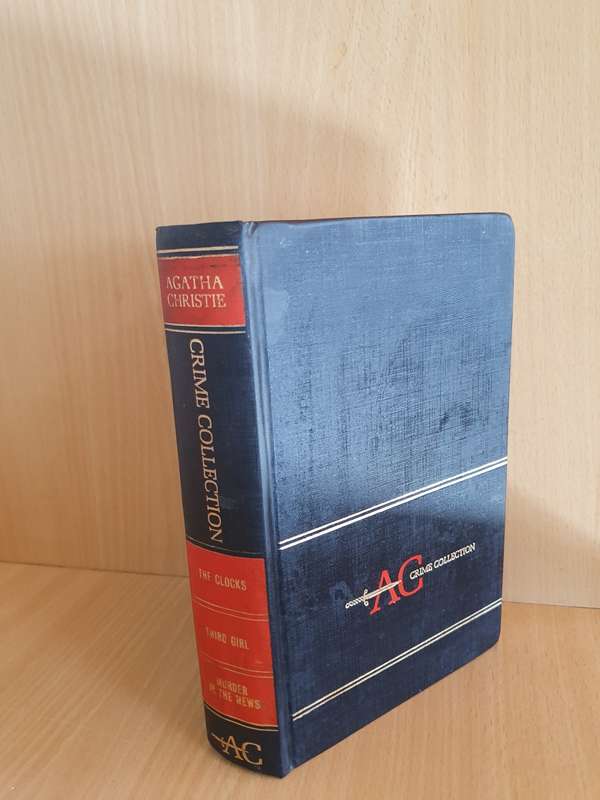 AGATHA
CHRISTIE
CRIME COLLECTION
THE CLOCKS
THIRD GIRL
MURDER
IN THE MEWS
AC
AC CRIME COLLECTION